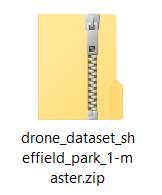 drone_dataset_sh
effield_park_1-m
aster.zip